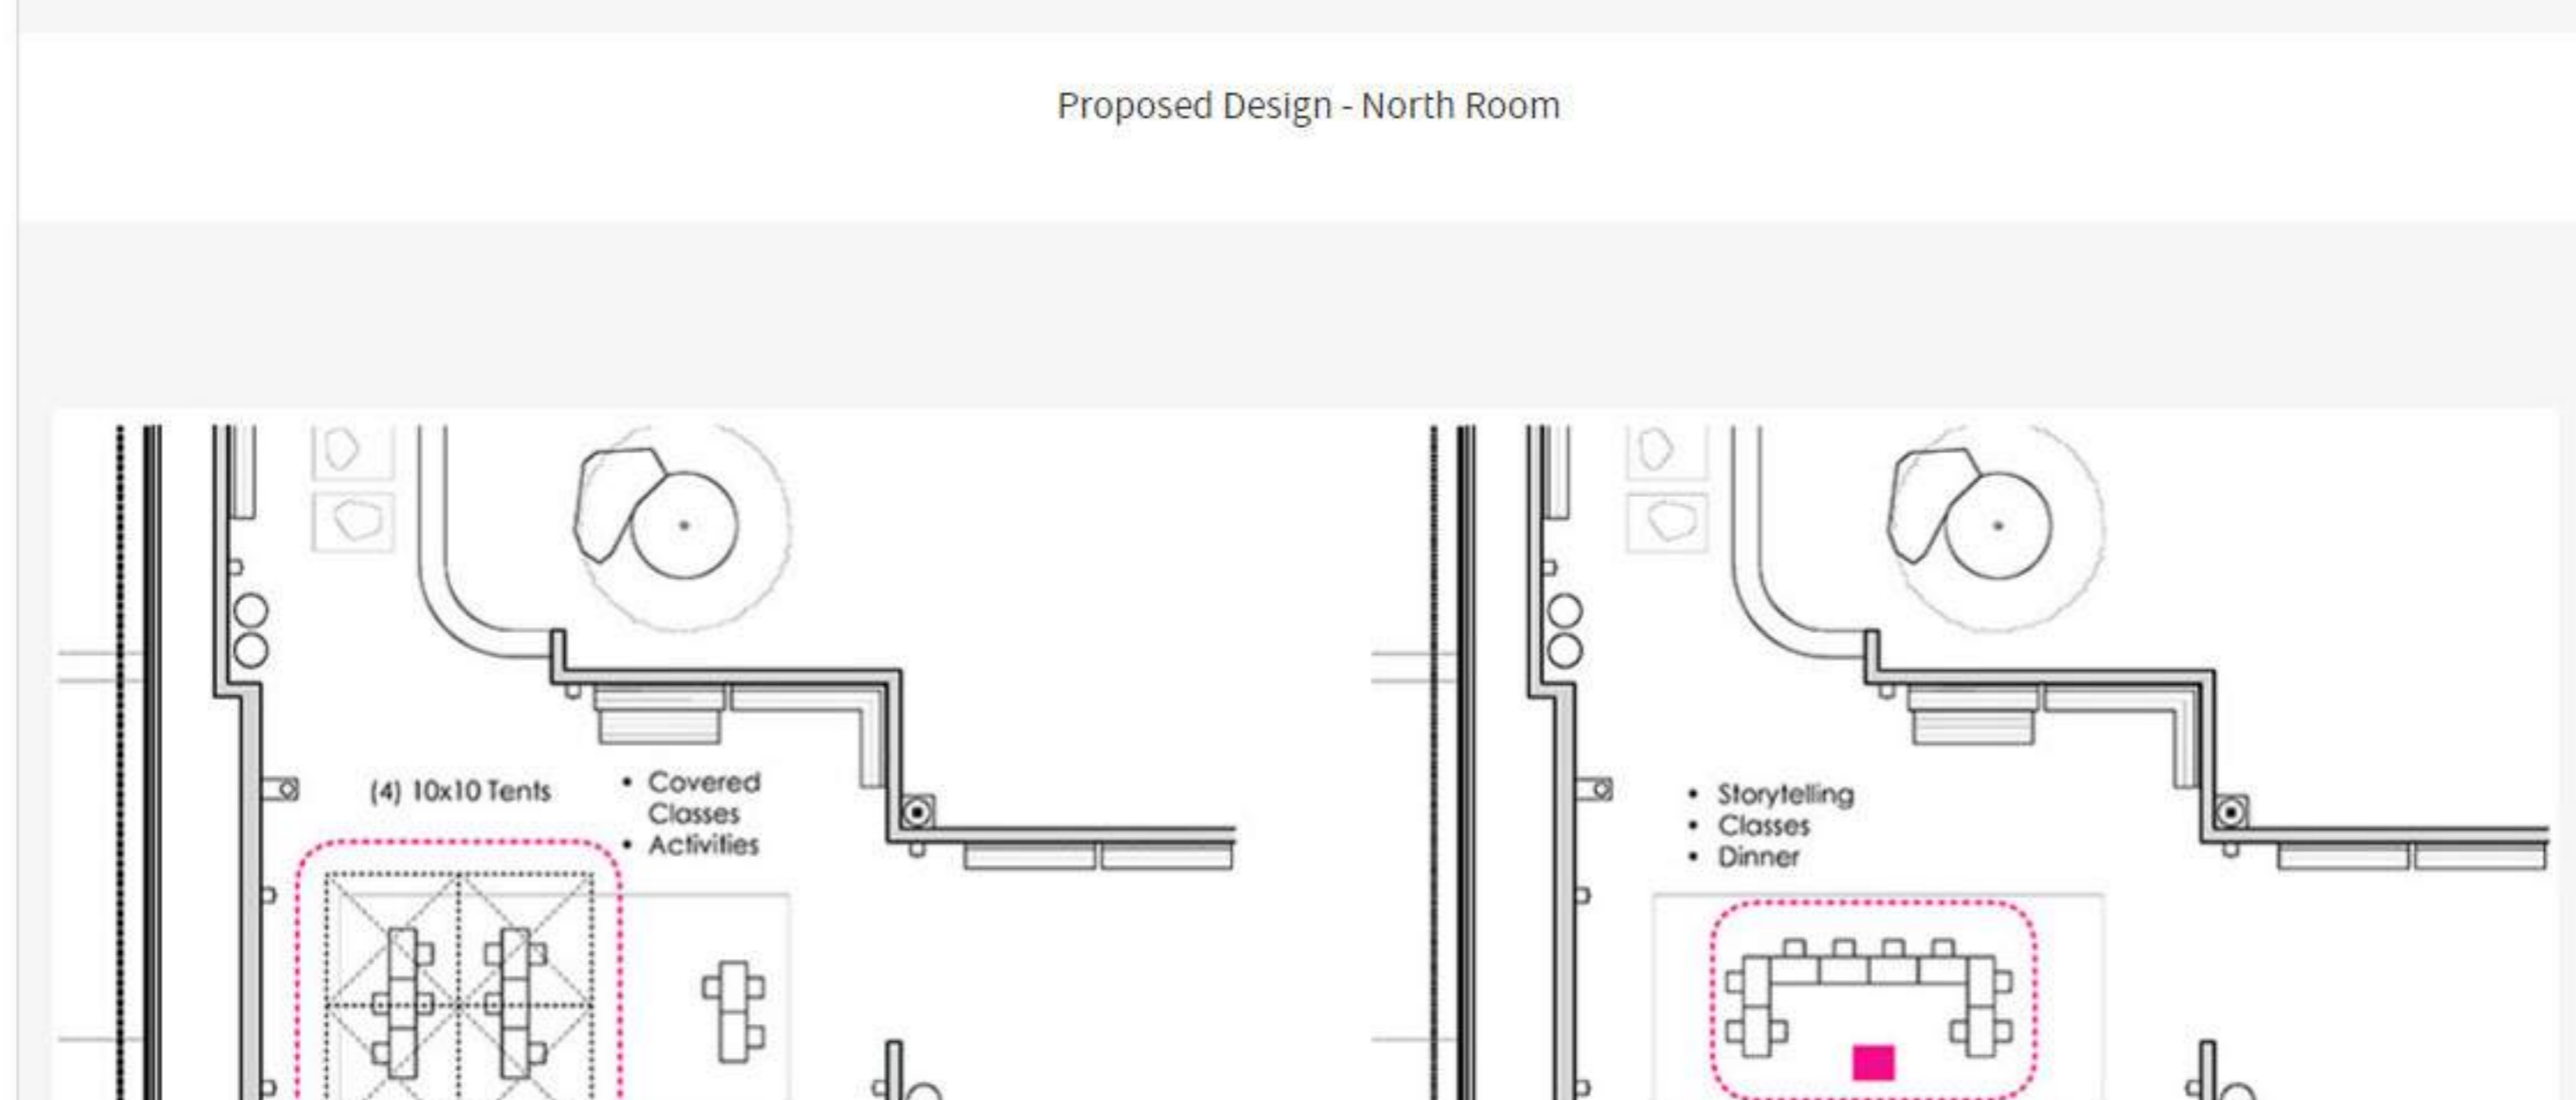 Proposed Design - North Room
(4) 10x10 Tents
• Covered
Classes
• Activities
• Storytelling
• Classes
• Dinner